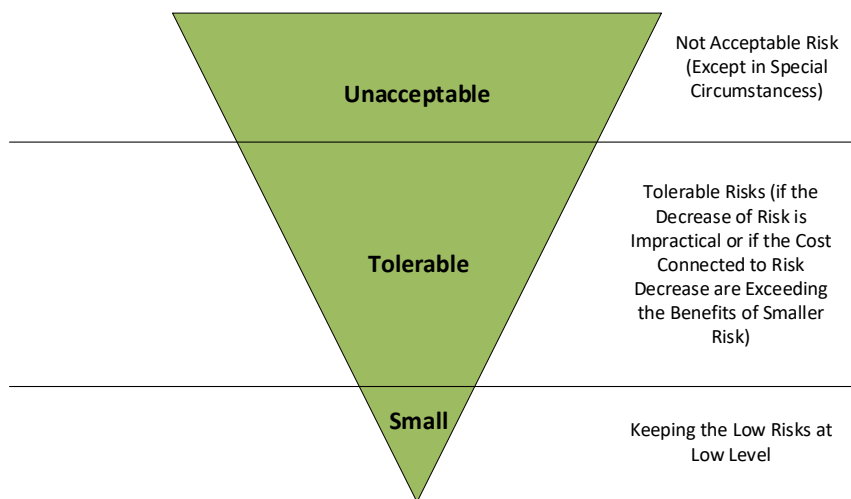 Not Acceptable Risk
(Except in Special
Circumstancess)
Unacceptable
Tolerable Risks (if the
Decrease of Risk is
Impractical or if the Cost
Connected to Risk
Decrease are Exceeding
the Benefits of Smaller
Risk)
Tolerable
Small
Keeping the Low Risks at
Low Level